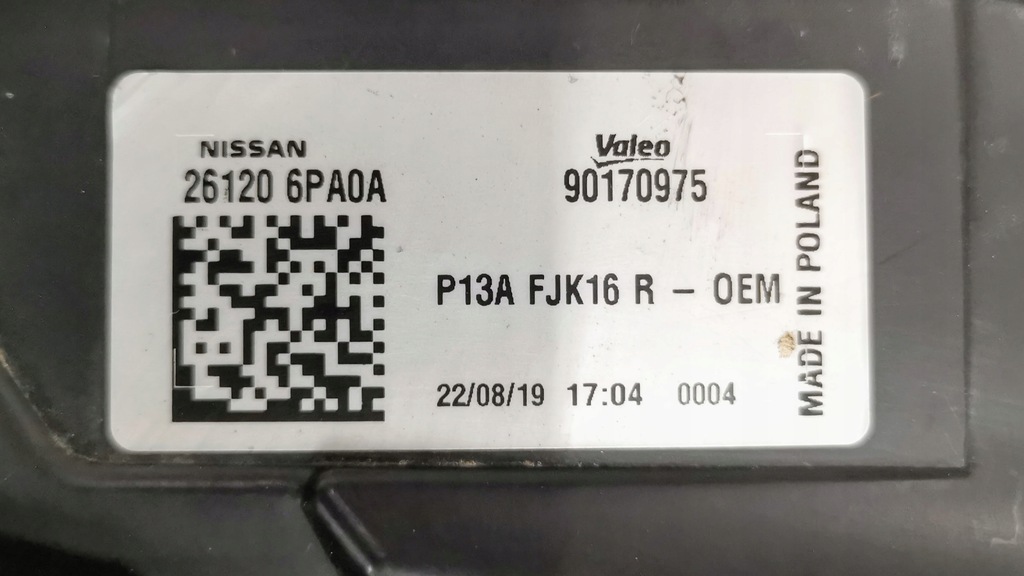 NISSAN
26120 6PA0A
Valeo
90170975
P13A FJK16 R – OEM
22/08/19 17:04 0004
MADE IN POLAND